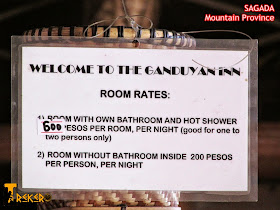 SAGADA
Mountain Province
WELCOME TO THE GANDUYAN INN
ROOM RATES:
1) ROOM WITH OWN BATHROOM AND HOT SHOWER
600 PESOS PER ROOM, PER NIGHT (good for one to
two persons only)
2) ROOM WITHOUT BATHROOM INSIDE 200 PESOS
PER PERSON, PER NIGHT